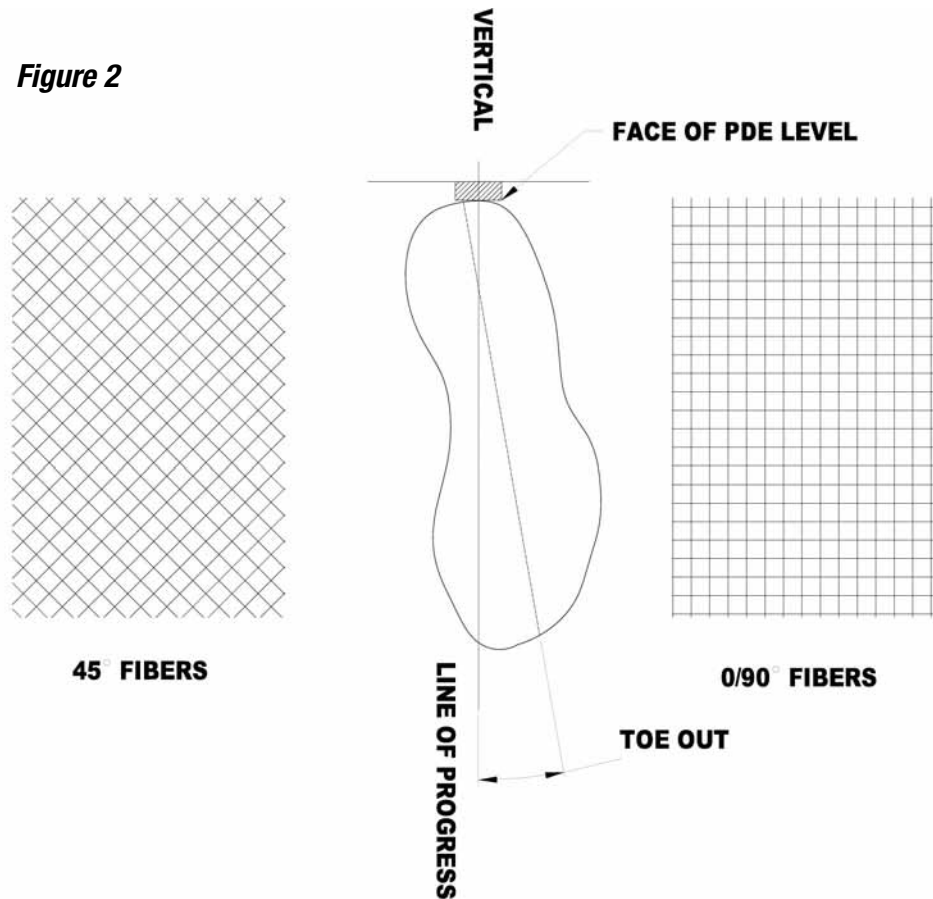 Figure 2
VERTICAL
FACE OF PDE LEVEL
45° FIBERS
0/90° FIBERS
LINE OF PROGRESS
TOE OUT